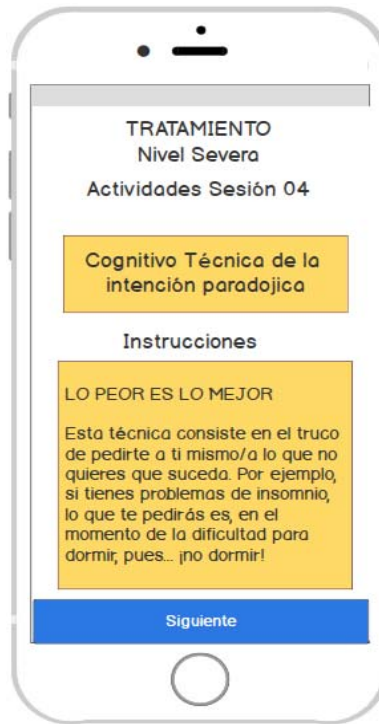 TRATAMIENTO
Nivel Severa
Actividades Sesión 04
Cognitivo Técnica de la
intención paradojica
Instrucciones
LO PEOR ES LO MEJOR
Esta técnica consiste en el truco
de pedirte a ti mismo/a lo que no
quieres que suceda. Por ejemplo,
si tienes problemas de insomnio,
lo que te pedirás es, en el
momento de la dificultad para
dormir, pues... ¡no dormir!
Siguiente